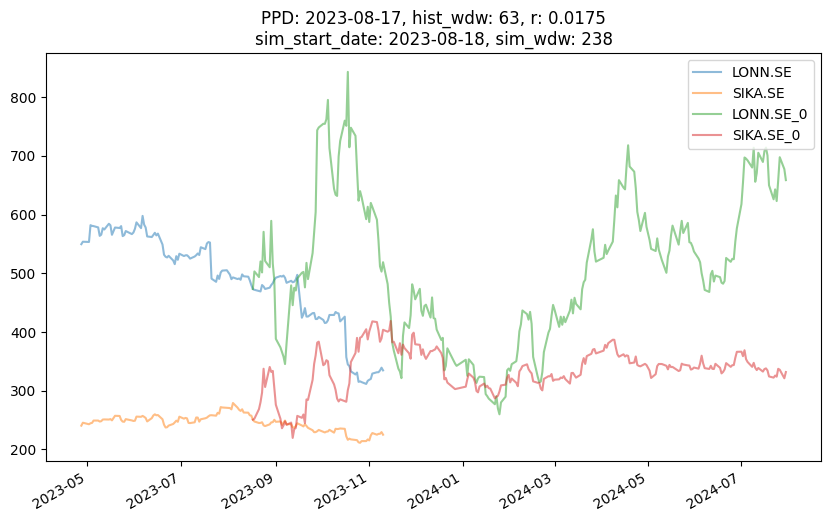 PPD: 2023-08-17, hist_wdw: 63, r: 0.0175
sim_start_date: 2023-08-18, sim_wdw: 238
LONN.SE
SIKA.SE
LONN.SE_0
SIKA.SE_0
800
700
600
500
400
300
200
2023-05
2023-07
2023-09
2023-11
2024-01
2024-03
2024-05
2024-07